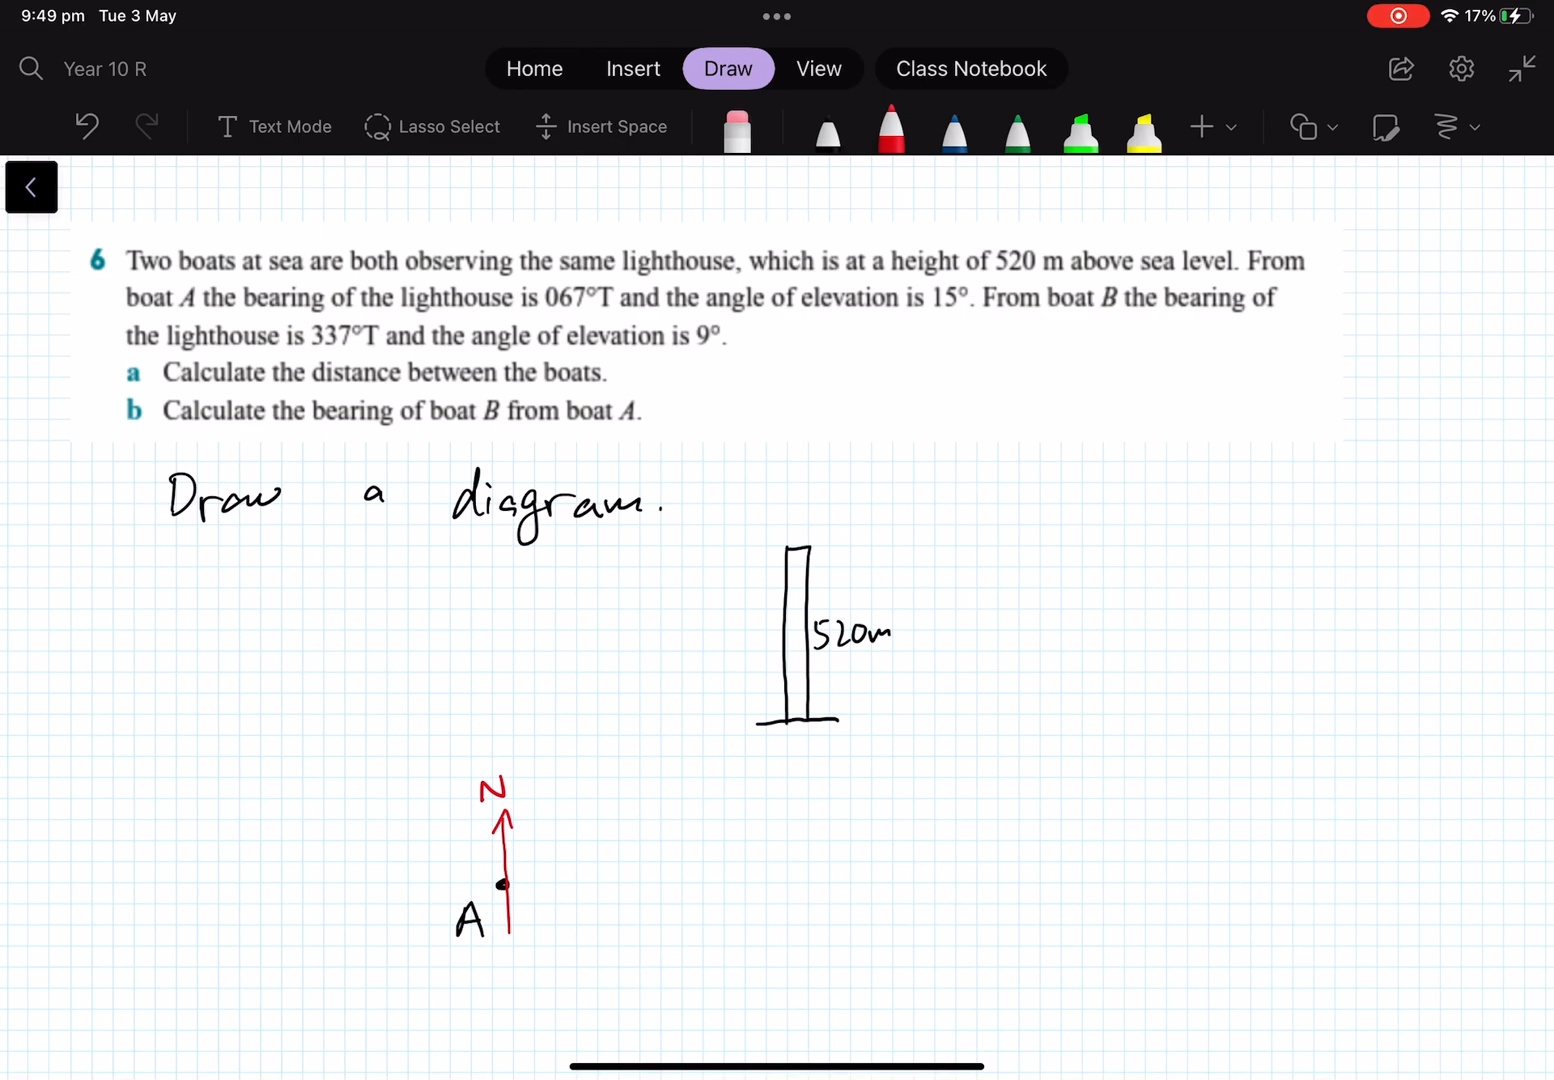 9:49 pm Tue 3 May
17%
Year 10 R
Home Insert Draw View Class Notebook
Text Mode Lasso Select Insert Space
6 Two boats at sea are both observing the same lighthouse, which is at a height of 520 m above sea level. From
boat A the bearing of the lighthouse is 067°T and the angle of elevation is 15°. From boat B the bearing of
the lighthouse is 337°T and the angle of elevation is 9°.
a Calculate the distance between the boats.
b Calculate the bearing of boat B from boat A.
Draw a diagram.
520m
N
A